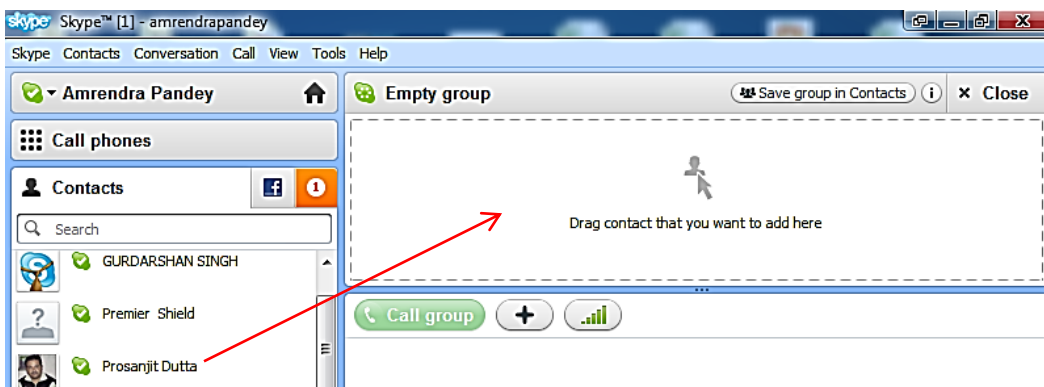 skype Skype™ [1] - amrendrapandey
Skype Contacts Conversation Call View Tools Help
Amrendra Pandey
Empty group
Save group in Contacts
i
× Close
Call phones
Contacts
f
1
Search
Drag contact that you want to add here
GURDARSHAN SINGH
Premier Shield
Prosanjit Dutta
Call group